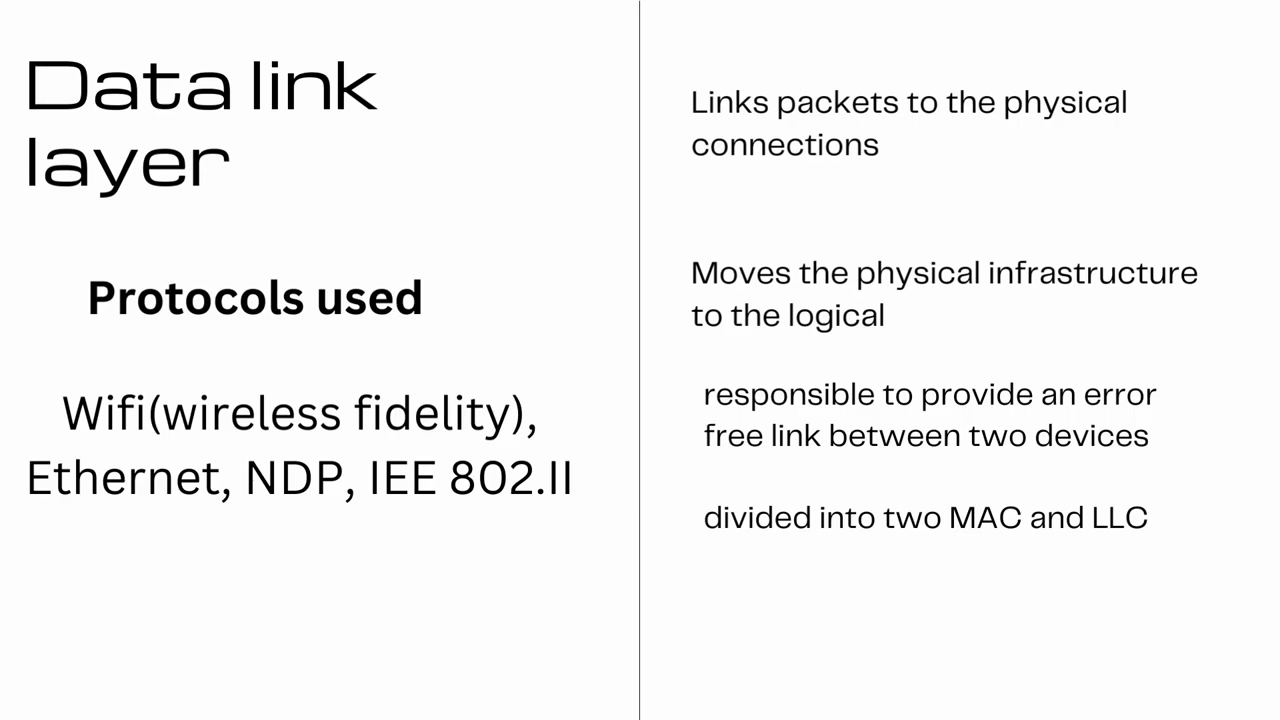 Data link
layer
Protocols used
Wifi(wireless fidelity),
Ethernet, NDP, IEE 802.II
Links packets to the physical
connections
Moves the physical infrastructure
to the logical
responsible to provide an error
free link between two devices
divided into two MAC and LLC